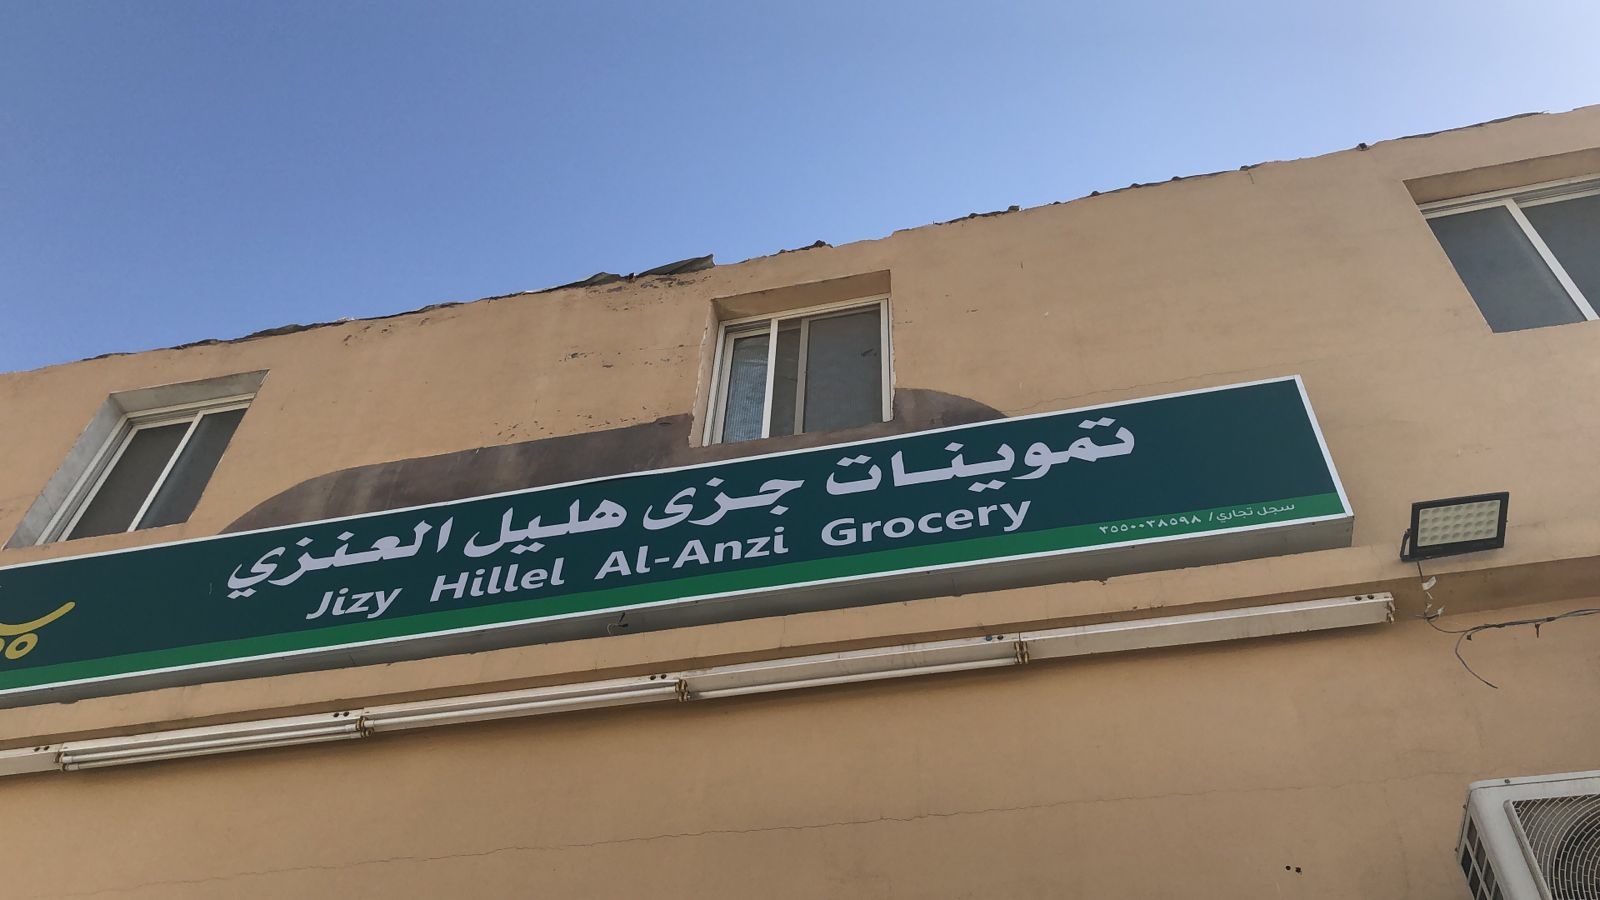 تموينات جزى هليل العنزي
Jizy Hillel Al-Anzi Grocery
سجل تجاري/ ٣٥٥٠٠٣٨٥٩٨